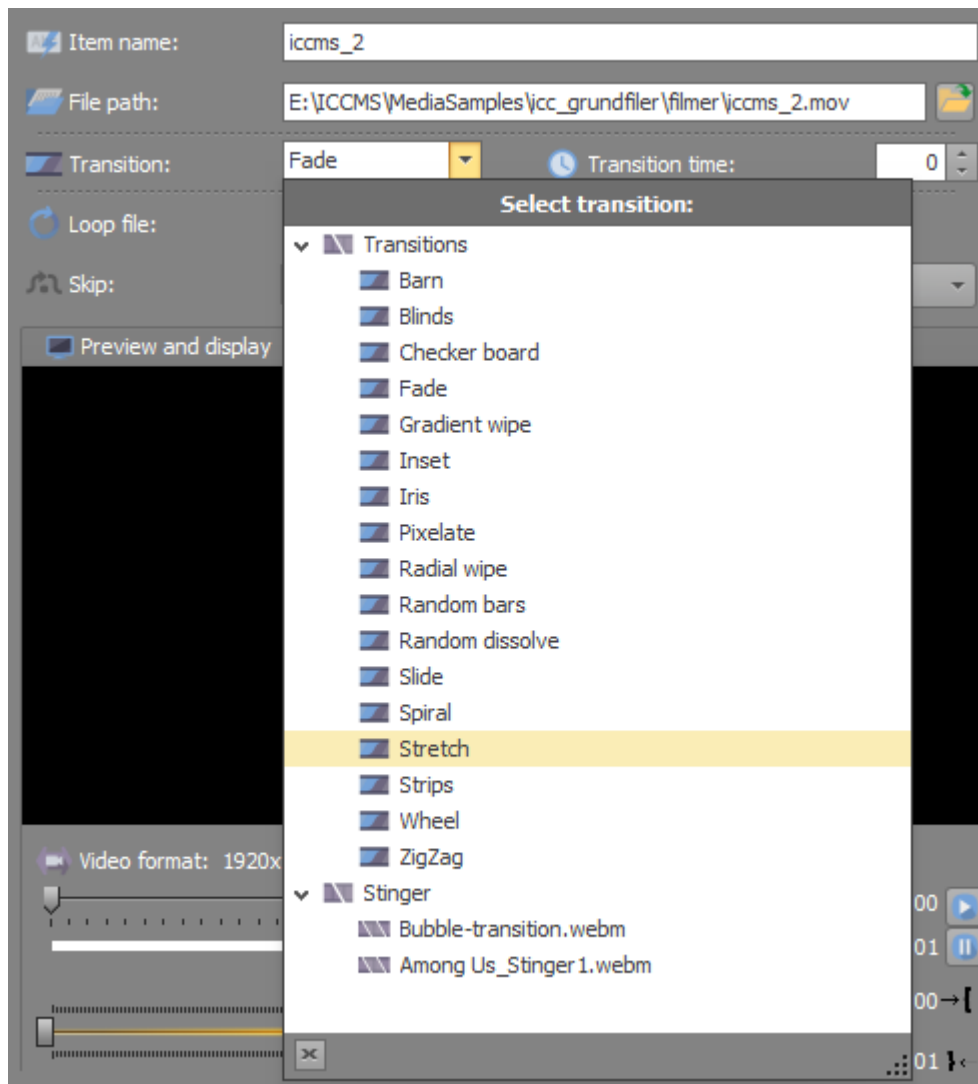 Item name: iccms_2
File path: E:\ICCMS\MediaSamples\icc_grundfiler\filmer\iccms_2.mov
Transition: Fade Transition time: 0
Select transition:
Loop file:
Transitions
Skip:
Barn
Blinds
Preview and display
Checker board
Fade
Gradient wipe
Inset
Iris
Pixelate
Radial wipe
Random bars
Random dissolve
Slide
Spiral
Stretch
Strips
Wheel
ZigZag
Video format: 1920x
Stinger
00
Bubble-transition.webm
01
Among Us_Stinger1.webm
00
01